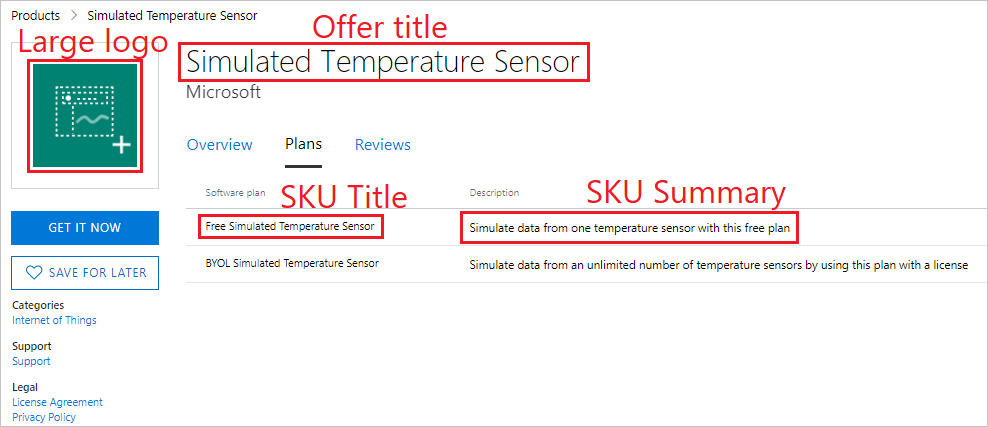 Products > Simulated Temperature Sensor
Large logo
Offer title
Simulated Temperature Sensor
Microsoft
Overview Plans Reviews
SKU Title
SKU Summary
Software plan Description
Free Simulated Temperature Sensor Simulate data from one temperature sensor with this free plan
BYOL Simulated Temperature Sensor Simulate data from an unlimited number of temperature sensors by using this plan with a license
GET IT NOW
SAVE FOR LATER
Categories
Internet of Things
Support
Support
Legal
License Agreement
Privacy Policy